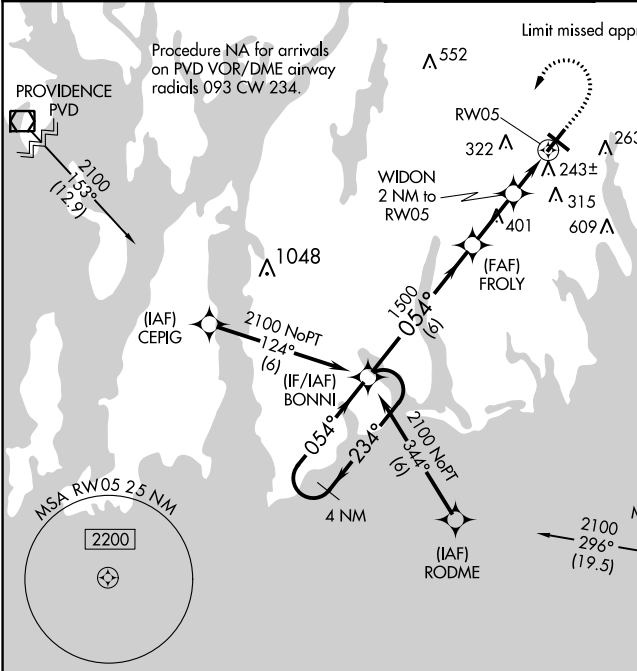 Limit missed appr
Procedure NA for arrivals
on PVD VOR/DME airway
radials 093 CW 234.
552
PROVIDENCE
PVD
RW05
322
263
243±
WIDON
2 NM to
RW05
315
401
609
2100
153°
(12.9)
(FAF)
FROLY
1048
(IAF)
CEPIG
2100 NoPT
124°
(6)
1500
054°
(6)
(IF/IAF)
BONNI
054°
234°
2100 NoPT
344°
(6)
4 NM
MSA RW05 25 NM
2200
(IAF)
RODME
2100
296°
(19.5)